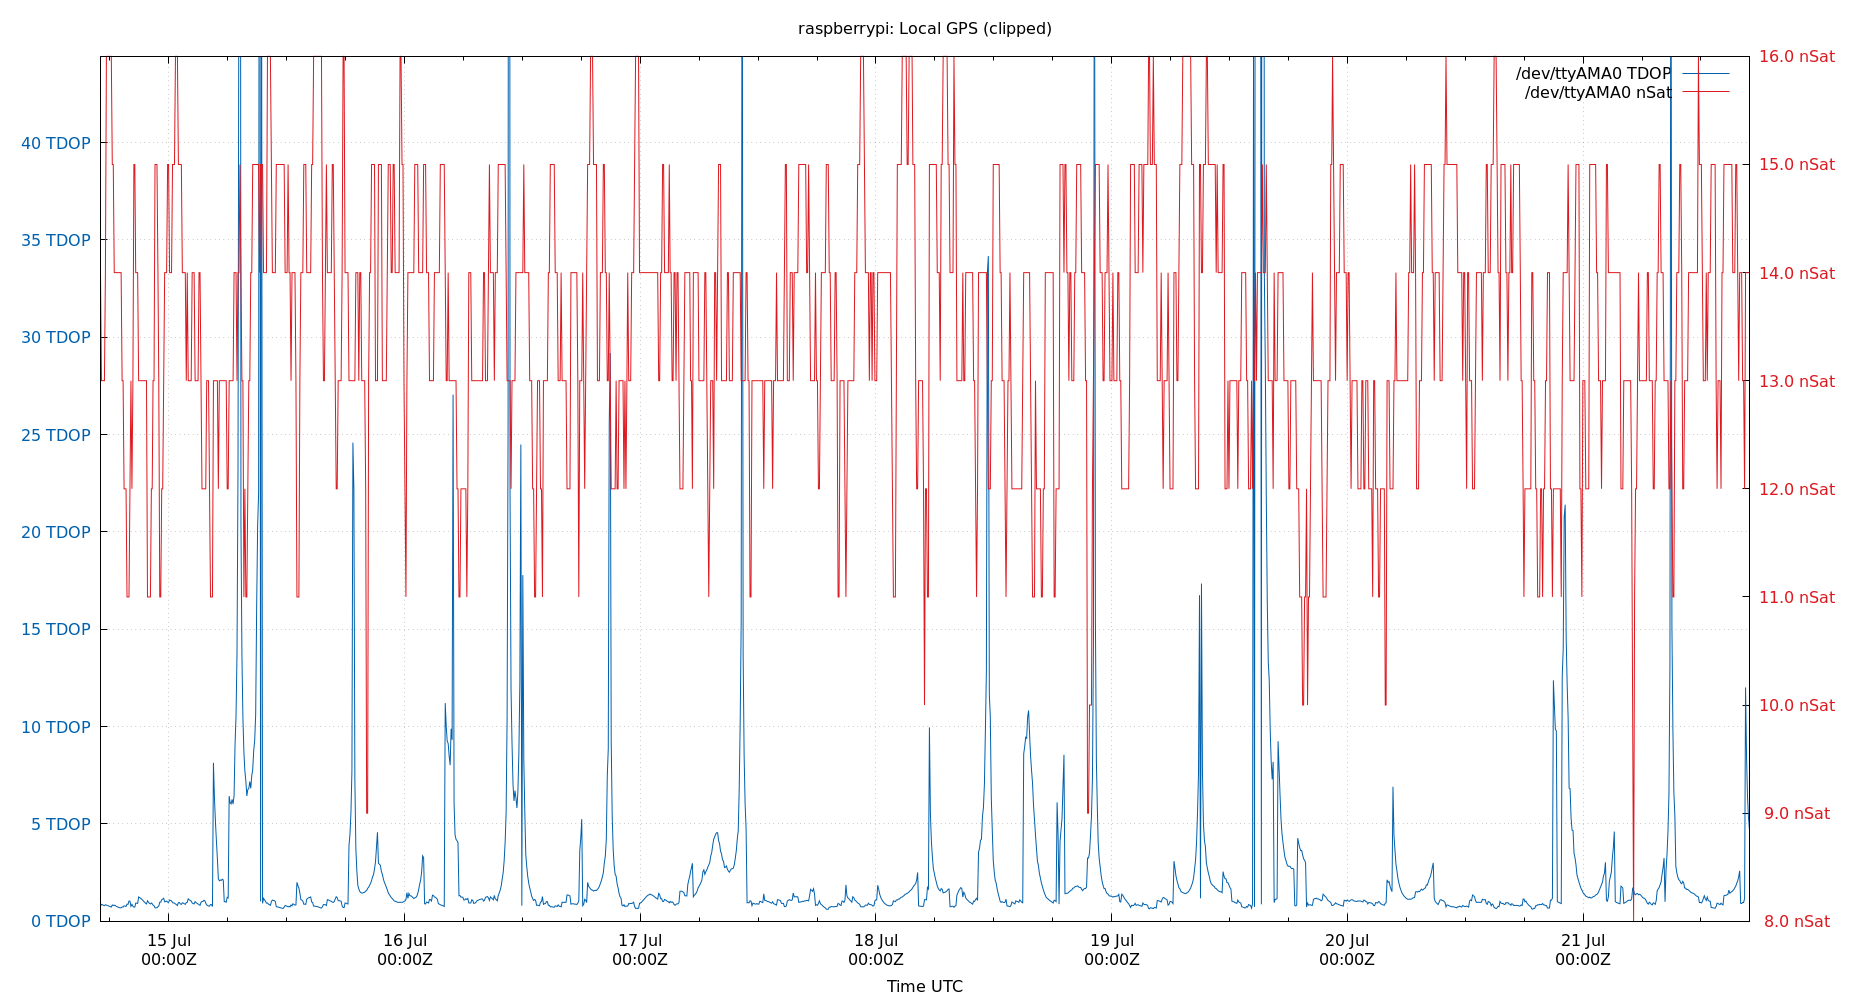 raspberrypi: Local GPS (clipped)
/dev/ttyAMA0 TDOP
/dev/ttyAMA0 nSat
40 TDOP
35 TDOP
30 TDOP
25 TDOP
20 TDOP
15 TDOP
10 TDOP
5 TDOP
0 TDOP
16.0 nSat
15.0 nSat
14.0 nSat
13.0 nSat
12.0 nSat
11.0 nSat
10.0 nSat
9.0 nSat
8.0 nSat
15 Jul 16 Jul 17 Jul 18 Jul 19 Jul 20 Jul 21 Jul
00:00Z 00:00Z 00:00Z 00:00Z 00:00Z 00:00Z 00:00Z
Time UTC